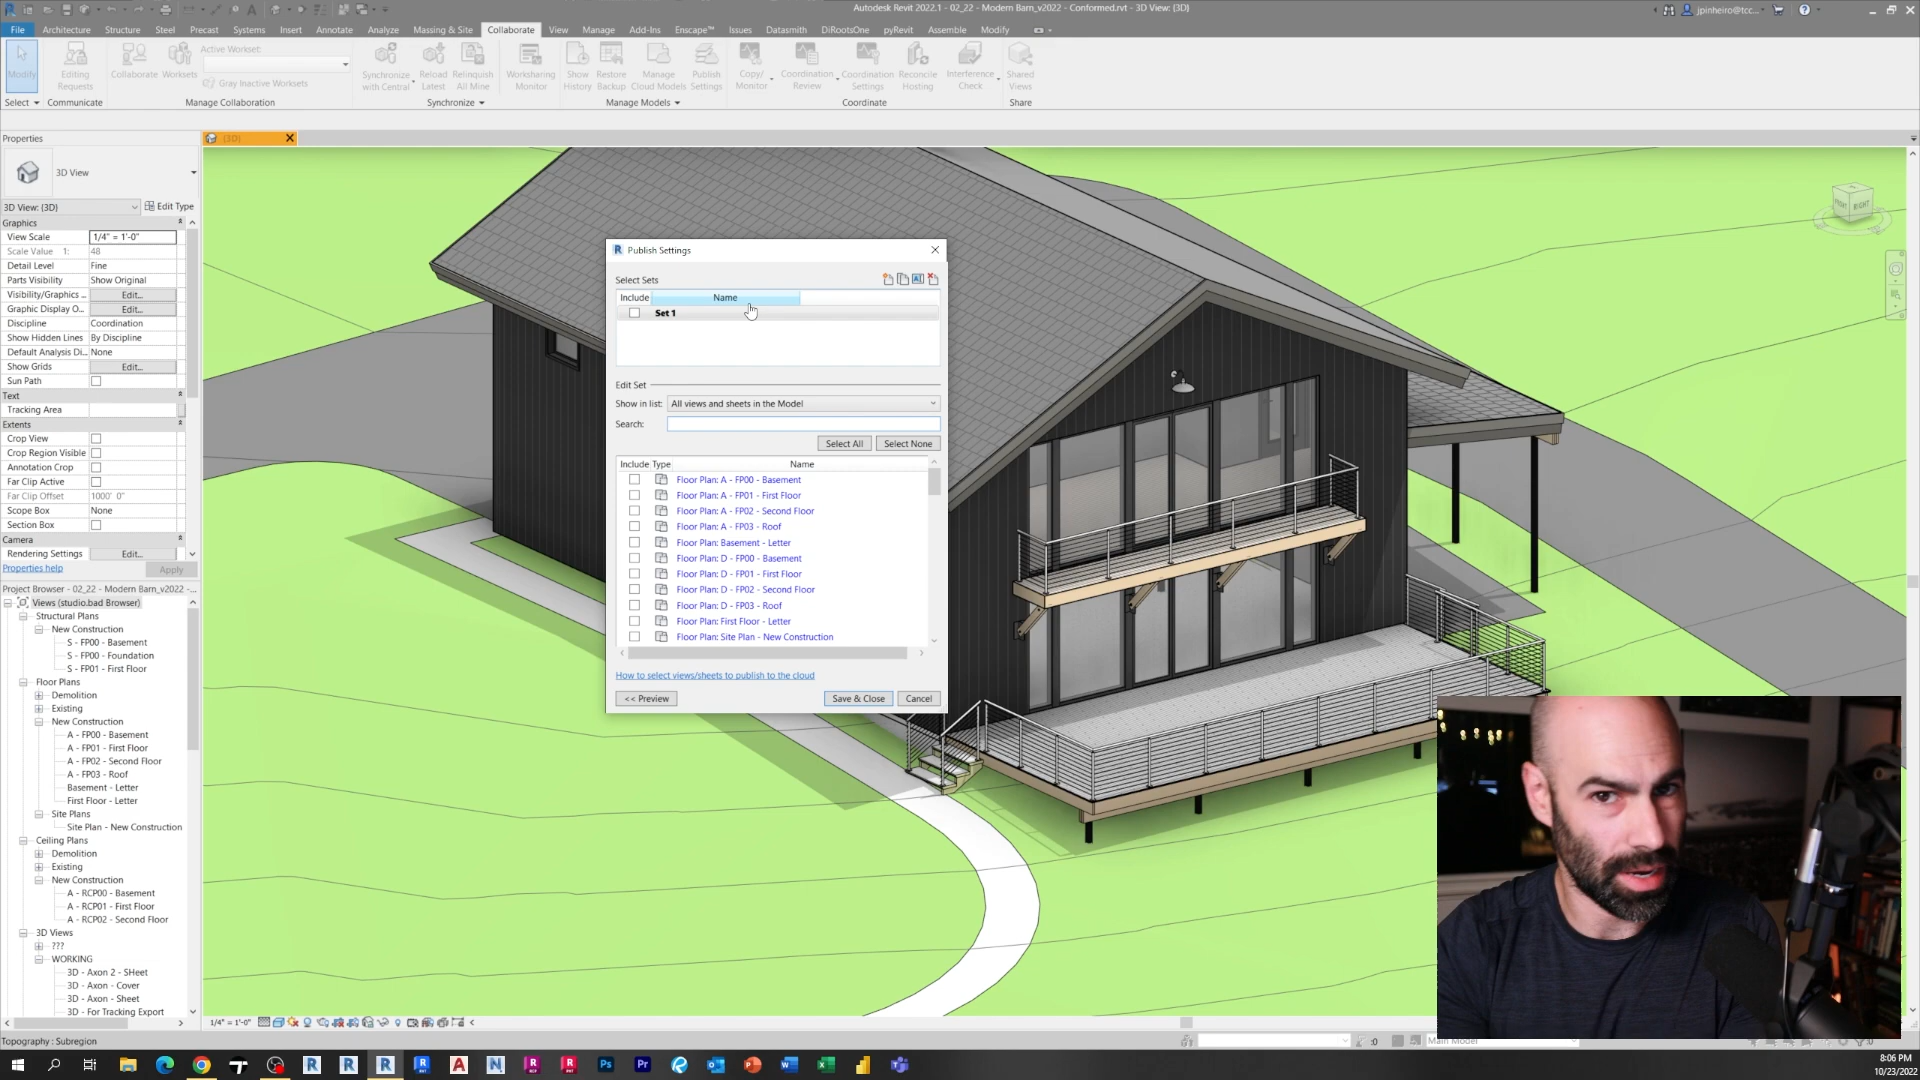 Autodesk Revit 2022.1 - 02_22 - Modern Barn_v2022 - Conformed.rvt - 3D View: {3D}
jpinheiro@tcc...
File Architecture Structure Steel Precast Systems Insert Annotate Analyze Massing & Site Collaborate View Manage Add-Ins Enscape™ Issues Datasmith DiRootsOne pyRevit Assemble Modify
Active Workset:
Modify Editing Requests Collaborate Worksets Gray Inactive Worksets Synchronize with Central Reload Latest Relinquish All Mine Worksharing Monitor Show History Restore Backup Manage Cloud Models Publish Settings Copy/ Monitor Coordination Review Coordination Settings Reconcile Hosting Interference Check Shared Views
Select Communicate Manage Collaboration Synchronize Manage Models Coordinate Share
Properties
{3D}
3D View
3D View: {3D} Edit Type
Graphics
View Scale 1/4" = 1'-0"
Scale Value 1: 48
Detail Level Fine
Parts Visibility Show Original
Visibility/Graphics ... Edit...
Graphic Display O... Edit...
Discipline Coordination
Show Hidden Lines By Discipline
Default Analysis Di... None
Show Grids Edit...
Sun Path
Text
Tracking Area
Extents
Crop View
Crop Region Visible
Annotation Crop
Far Clip Active
Far Clip Offset 1000' 0"
Scope Box None
Section Box
Camera
Rendering Settings Edit...
Properties help Apply
Project Browser - 02_22 - Modern Barn_v2022 -...
Views (studio.bad Browser)
Structural Plans
New Construction
S - FP00 - Basement
S - FP00 - Foundation
S - FP01 - First Floor
Floor Plans
Demolition
Existing
New Construction
A - FP00 - Basement
A - FP01 - First Floor
A - FP02 - Second Floor
A - FP03 - Roof
Basement - Letter
First Floor - Letter
Site Plans
Site Plan - New Construction
Ceiling Plans
Demolition
Existing
New Construction
A - RCP00 - Basement
A - RCP01 - First Floor
A - RCP02 - Second Floor
3D Views
???
WORKING
3D - Axon 2 - SHeet
3D - Axon - Cover
3D - Axon - Sheet
3D - For Tracking Export
Publish Settings
Select Sets
Include Name
Set 1
Edit Set
Show in list: All views and sheets in the Model
Search:
Select All Select None
Include Type Name
Floor Plan: A - FP00 - Basement
Floor Plan: A - FP01 - First Floor
Floor Plan: A - FP02 - Second Floor
Floor Plan: A - FP03 - Roof
Floor Plan: Basement - Letter
Floor Plan: D - FP00 - Basement
Floor Plan: D - FP01 - First Floor
Floor Plan: D - FP02 - Second Floor
Floor Plan: D - FP03 - Roof
Floor Plan: First Floor - Letter
Floor Plan: Site Plan - New Construction
How to select views/sheets to publish to the cloud
<< Preview Save & Close Cancel
FRONT RIGHT
1/4" = 1'-0"
Topography : Subregion
:0 Main Model :0
8:06 PM
10/23/2022